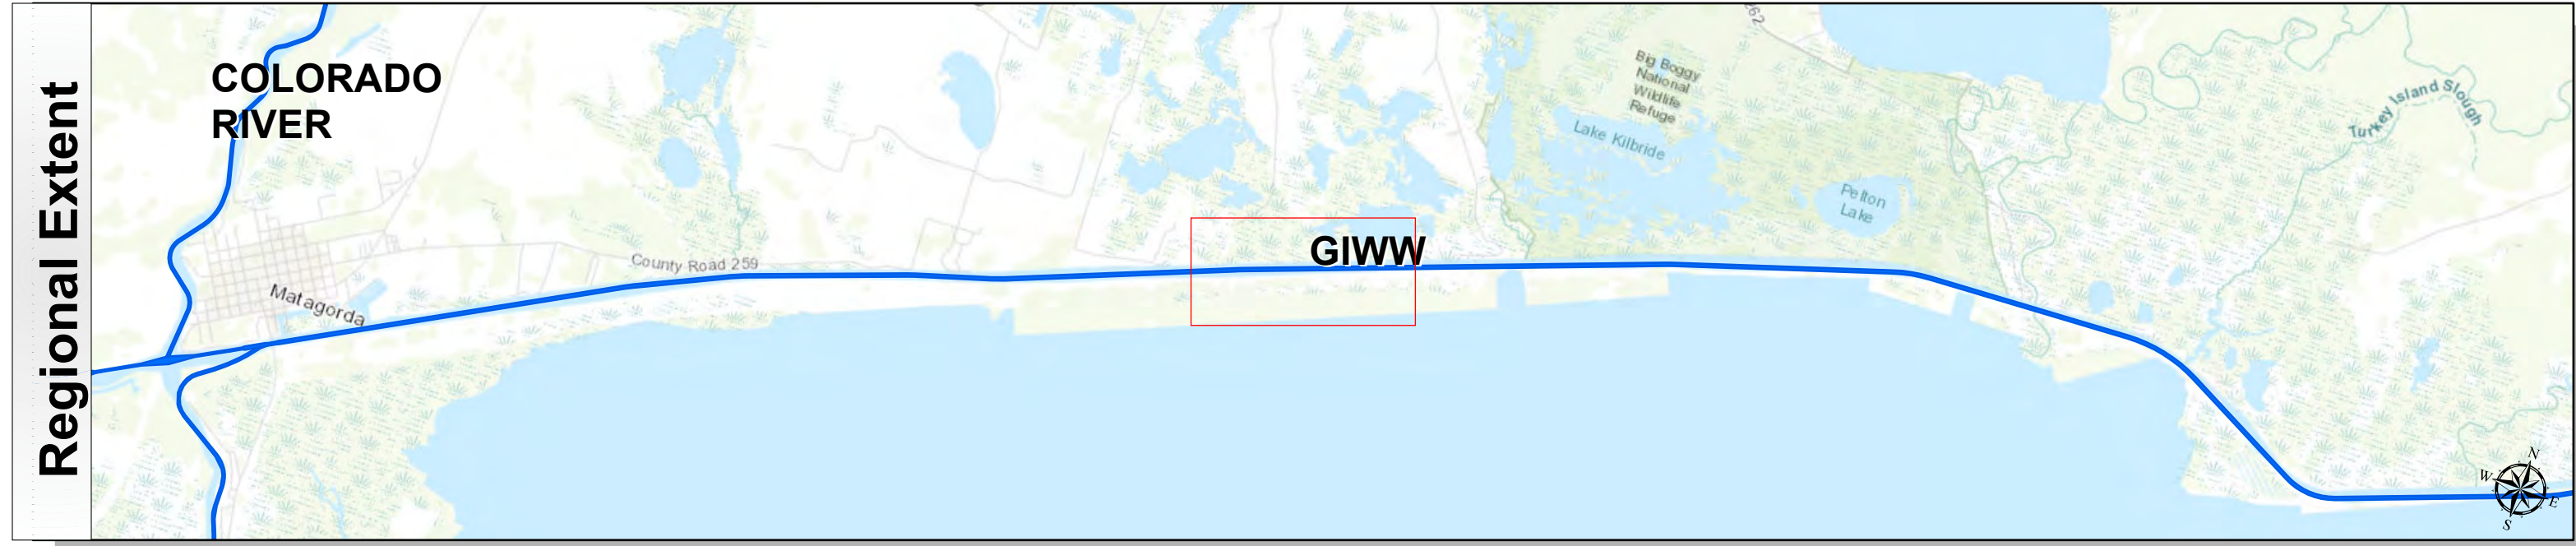 Regional Extent
COLORADO
RIVER
262
Big Boggy
National
Wildlife
Refuge
Lake Kilbride
Pelton
Lake
Turkey Island Slough
GIWW
County Road 259
Matagorda
N
W
E
S